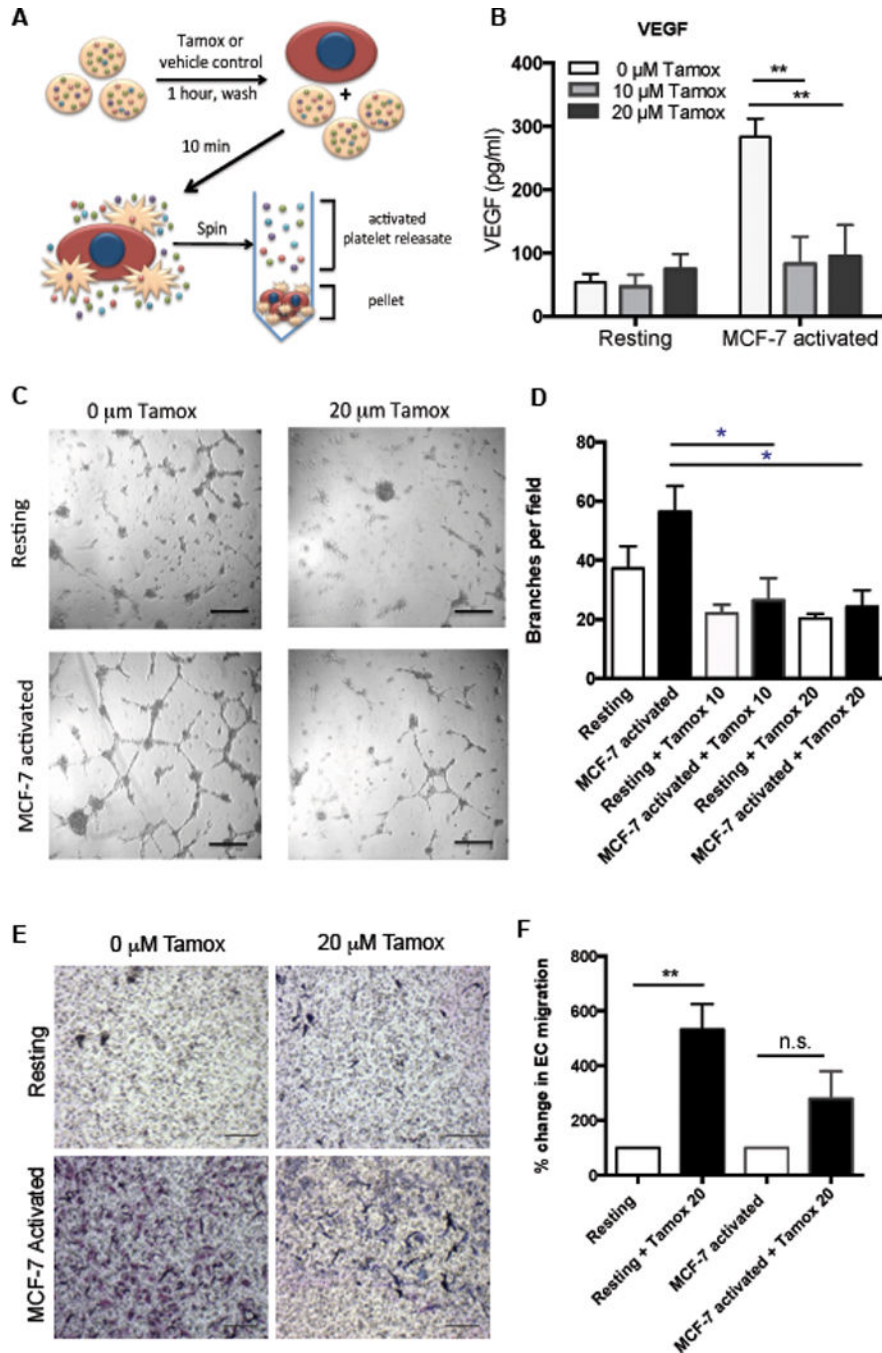 A
Tamox or
vehicle control
1 hour, wash
+
10 min
Spin
activated
platelet releasate
pellet
B
VEGF
0 µM Tamox
10 µM Tamox
20 µM Tamox
**
**
VEGF (pg/ml)
400
300
200
100
0
Resting
MCF-7 activated
C
0 µm Tamox
20 µm Tamox
Resting
MCF-7 activated
D
*
*
Branches per field
80
60
40
20
0
Resting
MCF-7 activated
Resting + Tamox 10
MCF-7 activated + Tamox 10
Resting + Tamox 20
MCF-7 activated + Tamox 20
E
0 µM Tamox
20 µM Tamox
Resting
MCF-7 Activated
F
**
n.s.
% change in EC migration
800
600
400
200
0
Resting
Resting + Tamox 20
MCF-7 activated
MCF-7 activated + Tamox 20